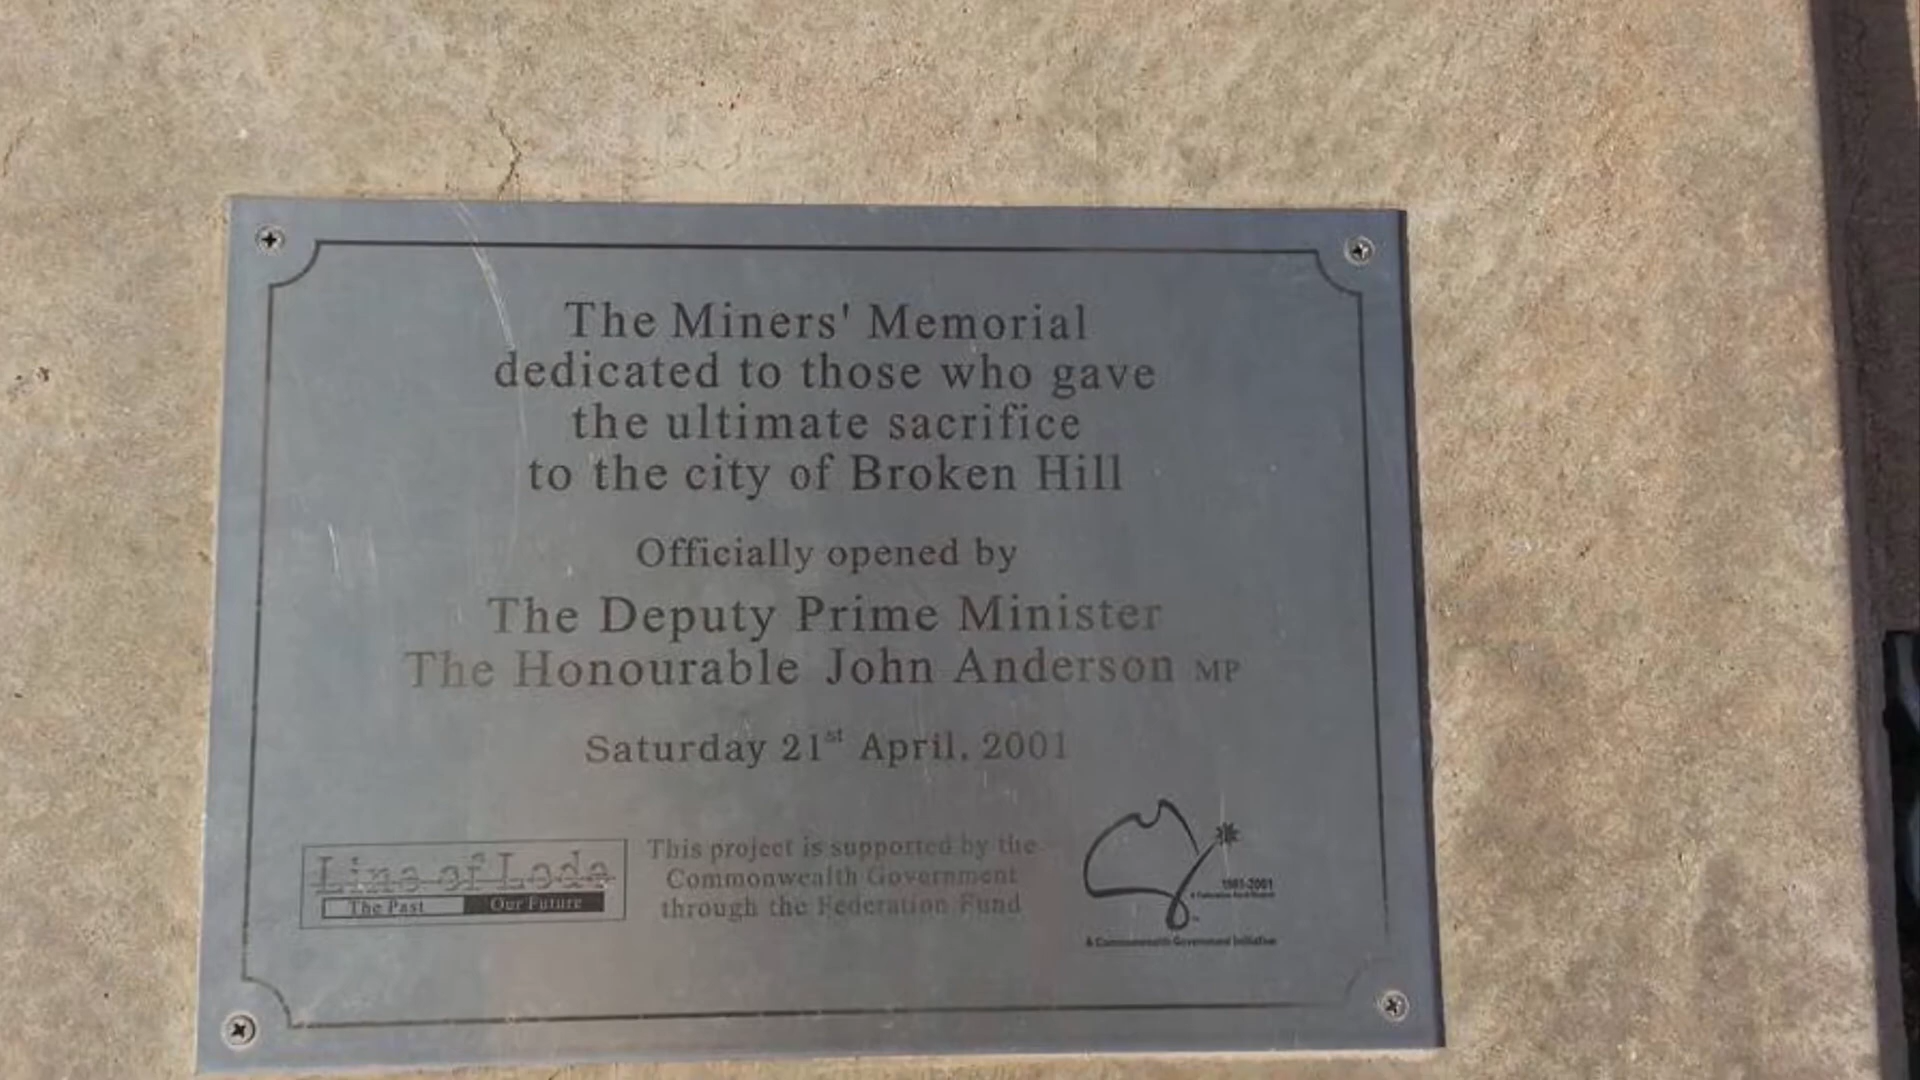 The Miners' Memorial
dedicated to those who gave
the ultimate sacrifice
to the city of Broken Hill
Officially opened by
The Deputy Prime Minister
The Honourable John Anderson MP
Saturday 21st April, 2001
Line of Lode
The Past Our Future
This project is supported by the
Commonwealth Government
through the Federation Fund
1901-2001
A Commonwealth Government Initiative